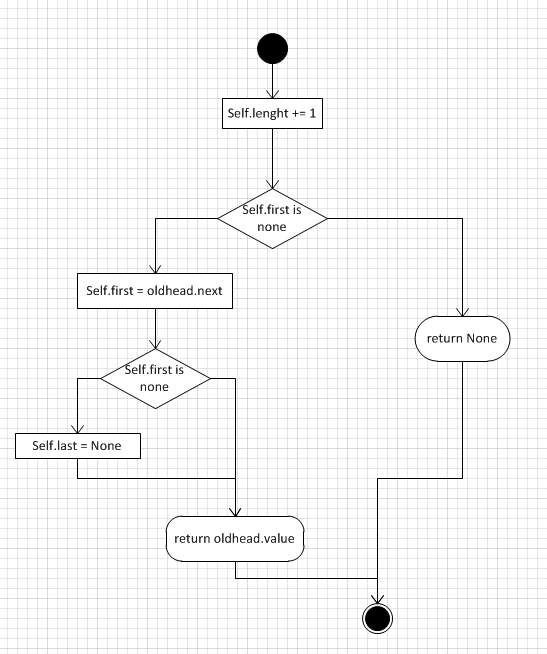 Self.lenght += 1
Self.first is
none
Self.first = oldhead.next
return None
Self.first is
none
Self.last = None
return oldhead.value